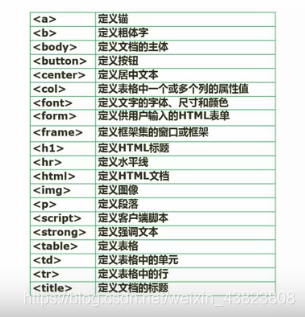 <a> 定义锚
<b> 定义粗体字
<body> 定义文档的主体
<button> 定义按钮
<center> 定义居中文本
<col> 定义表格中一个或多个列的属性值
<font> 定义文字的字体、尺寸和颜色
<form> 定义供用户输入的HTML表单
<frame> 定义框架集的窗口或框架
<h1> 定义HTML标题
<hr> 定义水平线
<html> 定义HTML文档
<img> 定义图像
<p> 定义段落
<script> 定义客户端脚本
<strong> 定义强调文本
<table> 定义表格
<td> 定义表格中的单元
<tr> 定义表格中的行
<title> 定义文档的标题
https://blog.csdn.net/weixin_43823808